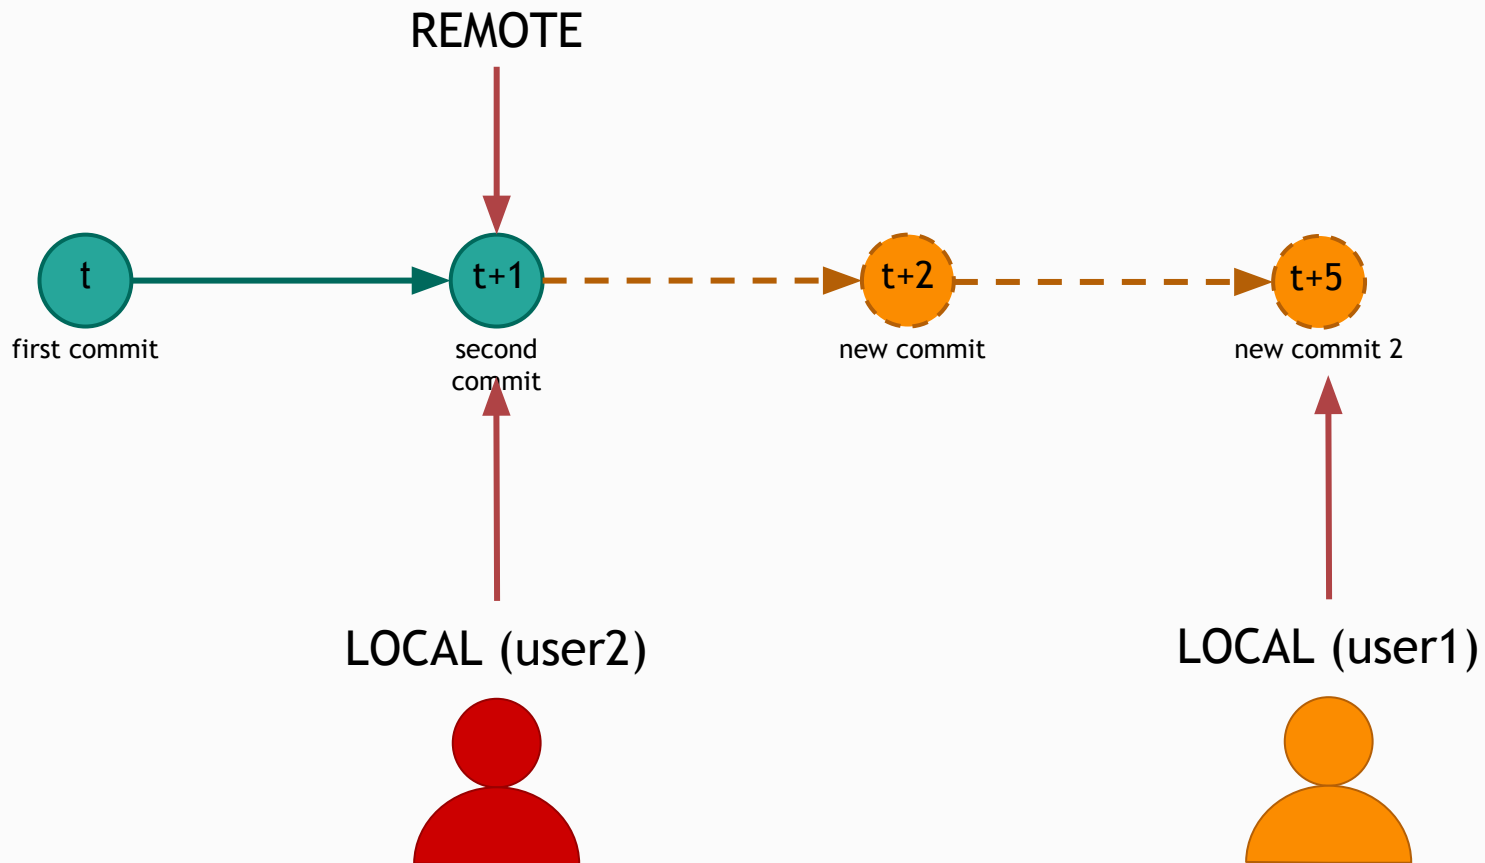 REMOTE
t
t+1
t+2
t+5
first commit
second
commit
new commit
new commit 2
LOCAL (user2)
LOCAL (user1)